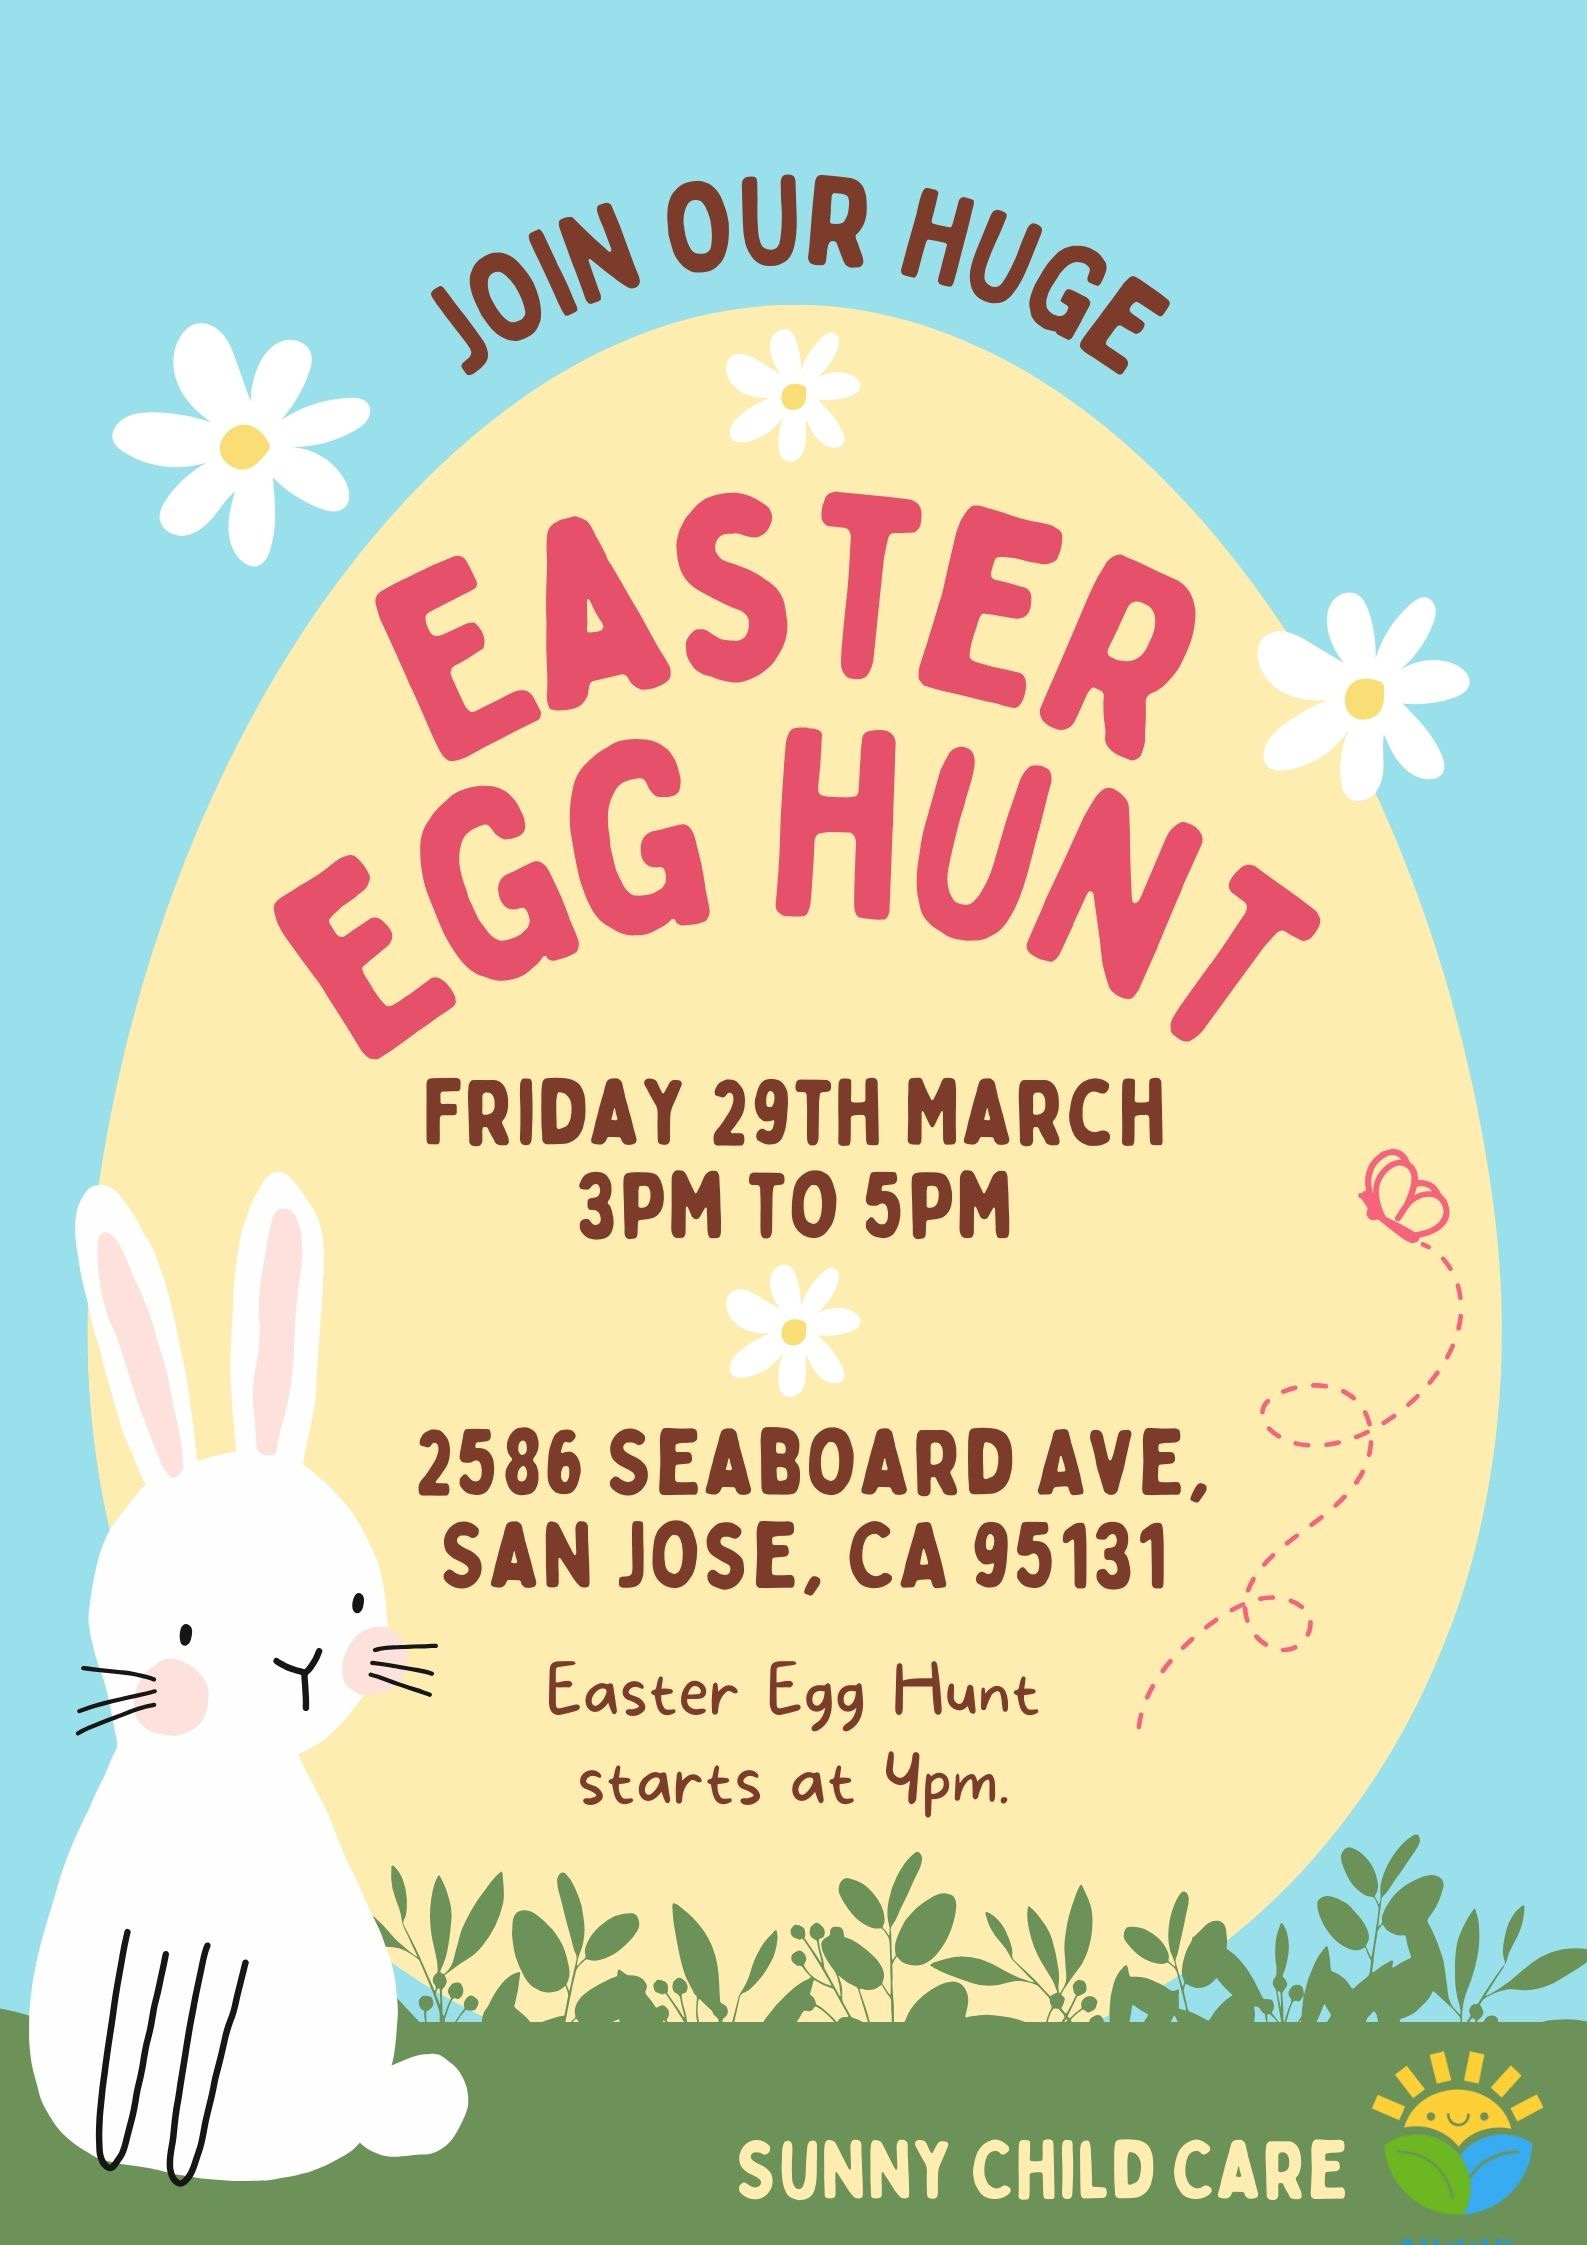 JOIN OUR HUGE
EASTER
EGG HUNT
FRIDAY 29TH MARCH
3PM TO 5PM
2586 SEABOARD AVE,
SAN JOSE, CA 95131
Easter Egg Hunt
starts at 4pm.
SUNNY CHILD CARE